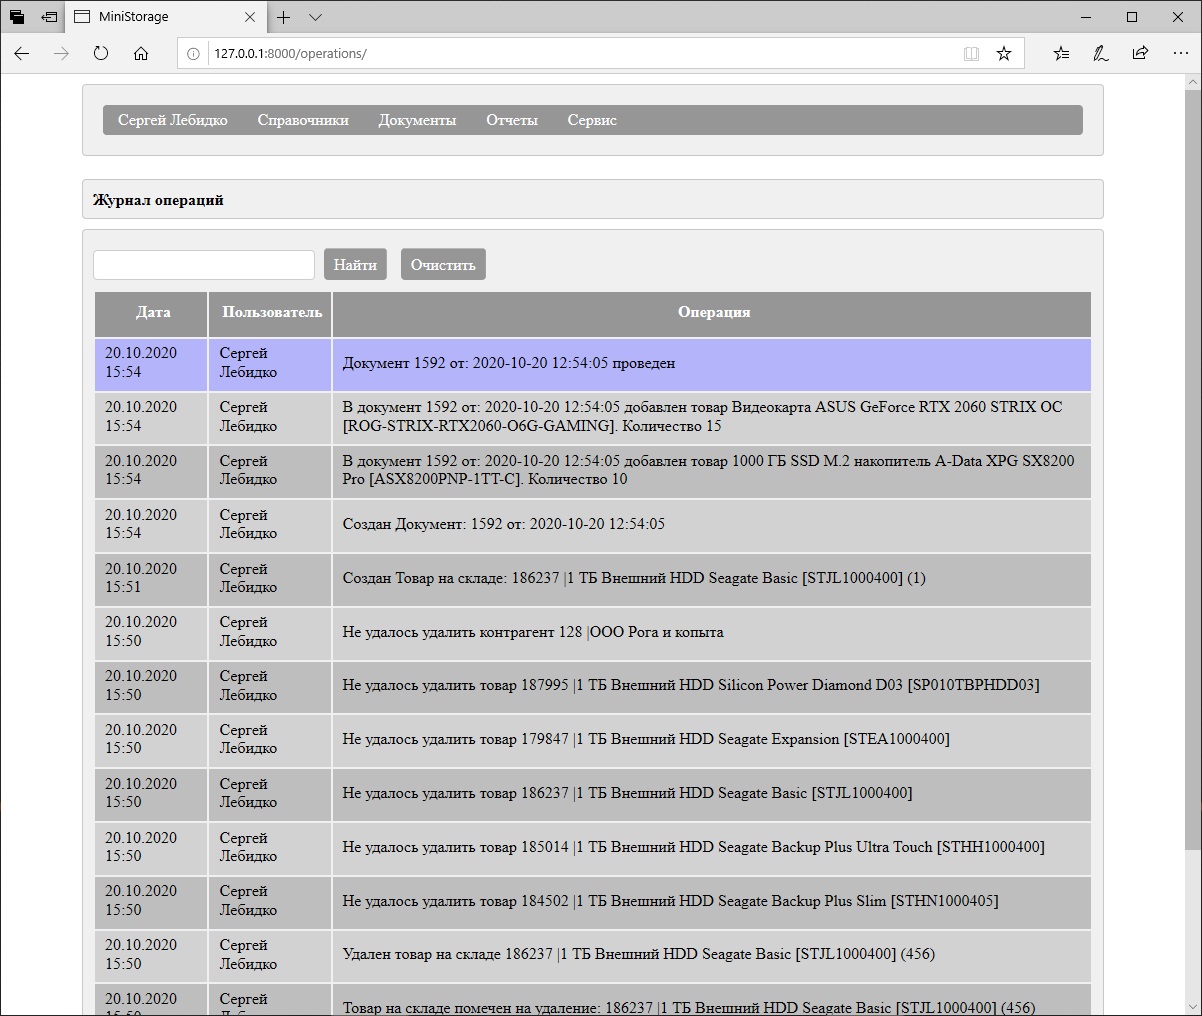 MiniStorage
127.0.0.1:8000/operations/
Сергей Лебидко Справочники Документы Отчеты Сервис
Журнал операций
Найти Очистить
Дата Пользователь Операция
20.10.2020 15:54 Сергей Лебидко Документ 1592 от: 2020-10-20 12:54:05 проведен
20.10.2020 15:54 Сергей Лебидко В документ 1592 от: 2020-10-20 12:54:05 добавлен товар Видеокарта ASUS GeForce RTX 2060 STRIX OC
[ROG-STRIX-RTX2060-O6G-GAMING]. Количество 15
20.10.2020 15:54 Сергей Лебидко В документ 1592 от: 2020-10-20 12:54:05 добавлен товар 1000 ГБ SSD M.2 накопитель A-Data XPG SX8200
Pro [ASX8200PNP-1TT-C]. Количество 10
20.10.2020 15:54 Сергей Лебидко Создан Документ: 1592 от: 2020-10-20 12:54:05
20.10.2020 15:51 Сергей Лебидко Создан Товар на складе: 186237 |1 ТБ Внешний HDD Seagate Basic [STJL1000400] (1)
20.10.2020 15:50 Сергей Лебидко Не удалось удалить контрагент 128 |ООО Рога и копыта
20.10.2020 15:50 Сергей Лебидко Не удалось удалить товар 187995 |1 ТБ Внешний HDD Silicon Power Diamond D03 [SP010TBPHDD03]
20.10.2020 15:50 Сергей Лебидко Не удалось удалить товар 179847 |1 ТБ Внешний HDD Seagate Expansion [STEA1000400]
20.10.2020 15:50 Сергей Лебидко Не удалось удалить товар 186237 |1 ТБ Внешний HDD Seagate Basic [STJL1000400]
20.10.2020 15:50 Сергей Лебидко Не удалось удалить товар 185014 |1 ТБ Внешний HDD Seagate Backup Plus Ultra Touch [STHH1000400]
20.10.2020 15:50 Сергей Лебидко Не удалось удалить товар 184502 |1 ТБ Внешний HDD Seagate Backup Plus Slim [STHN1000405]
20.10.2020 15:50 Сергей Лебидко Удален товар на складе 186237 |1 ТБ Внешний HDD Seagate Basic [STJL1000400] (456)
20.10.2020 Сергей Товар на складе помечен на удаление: 186237 |1 ТБ Внешний HDD Seagate Basic [STJL1000400] (456)